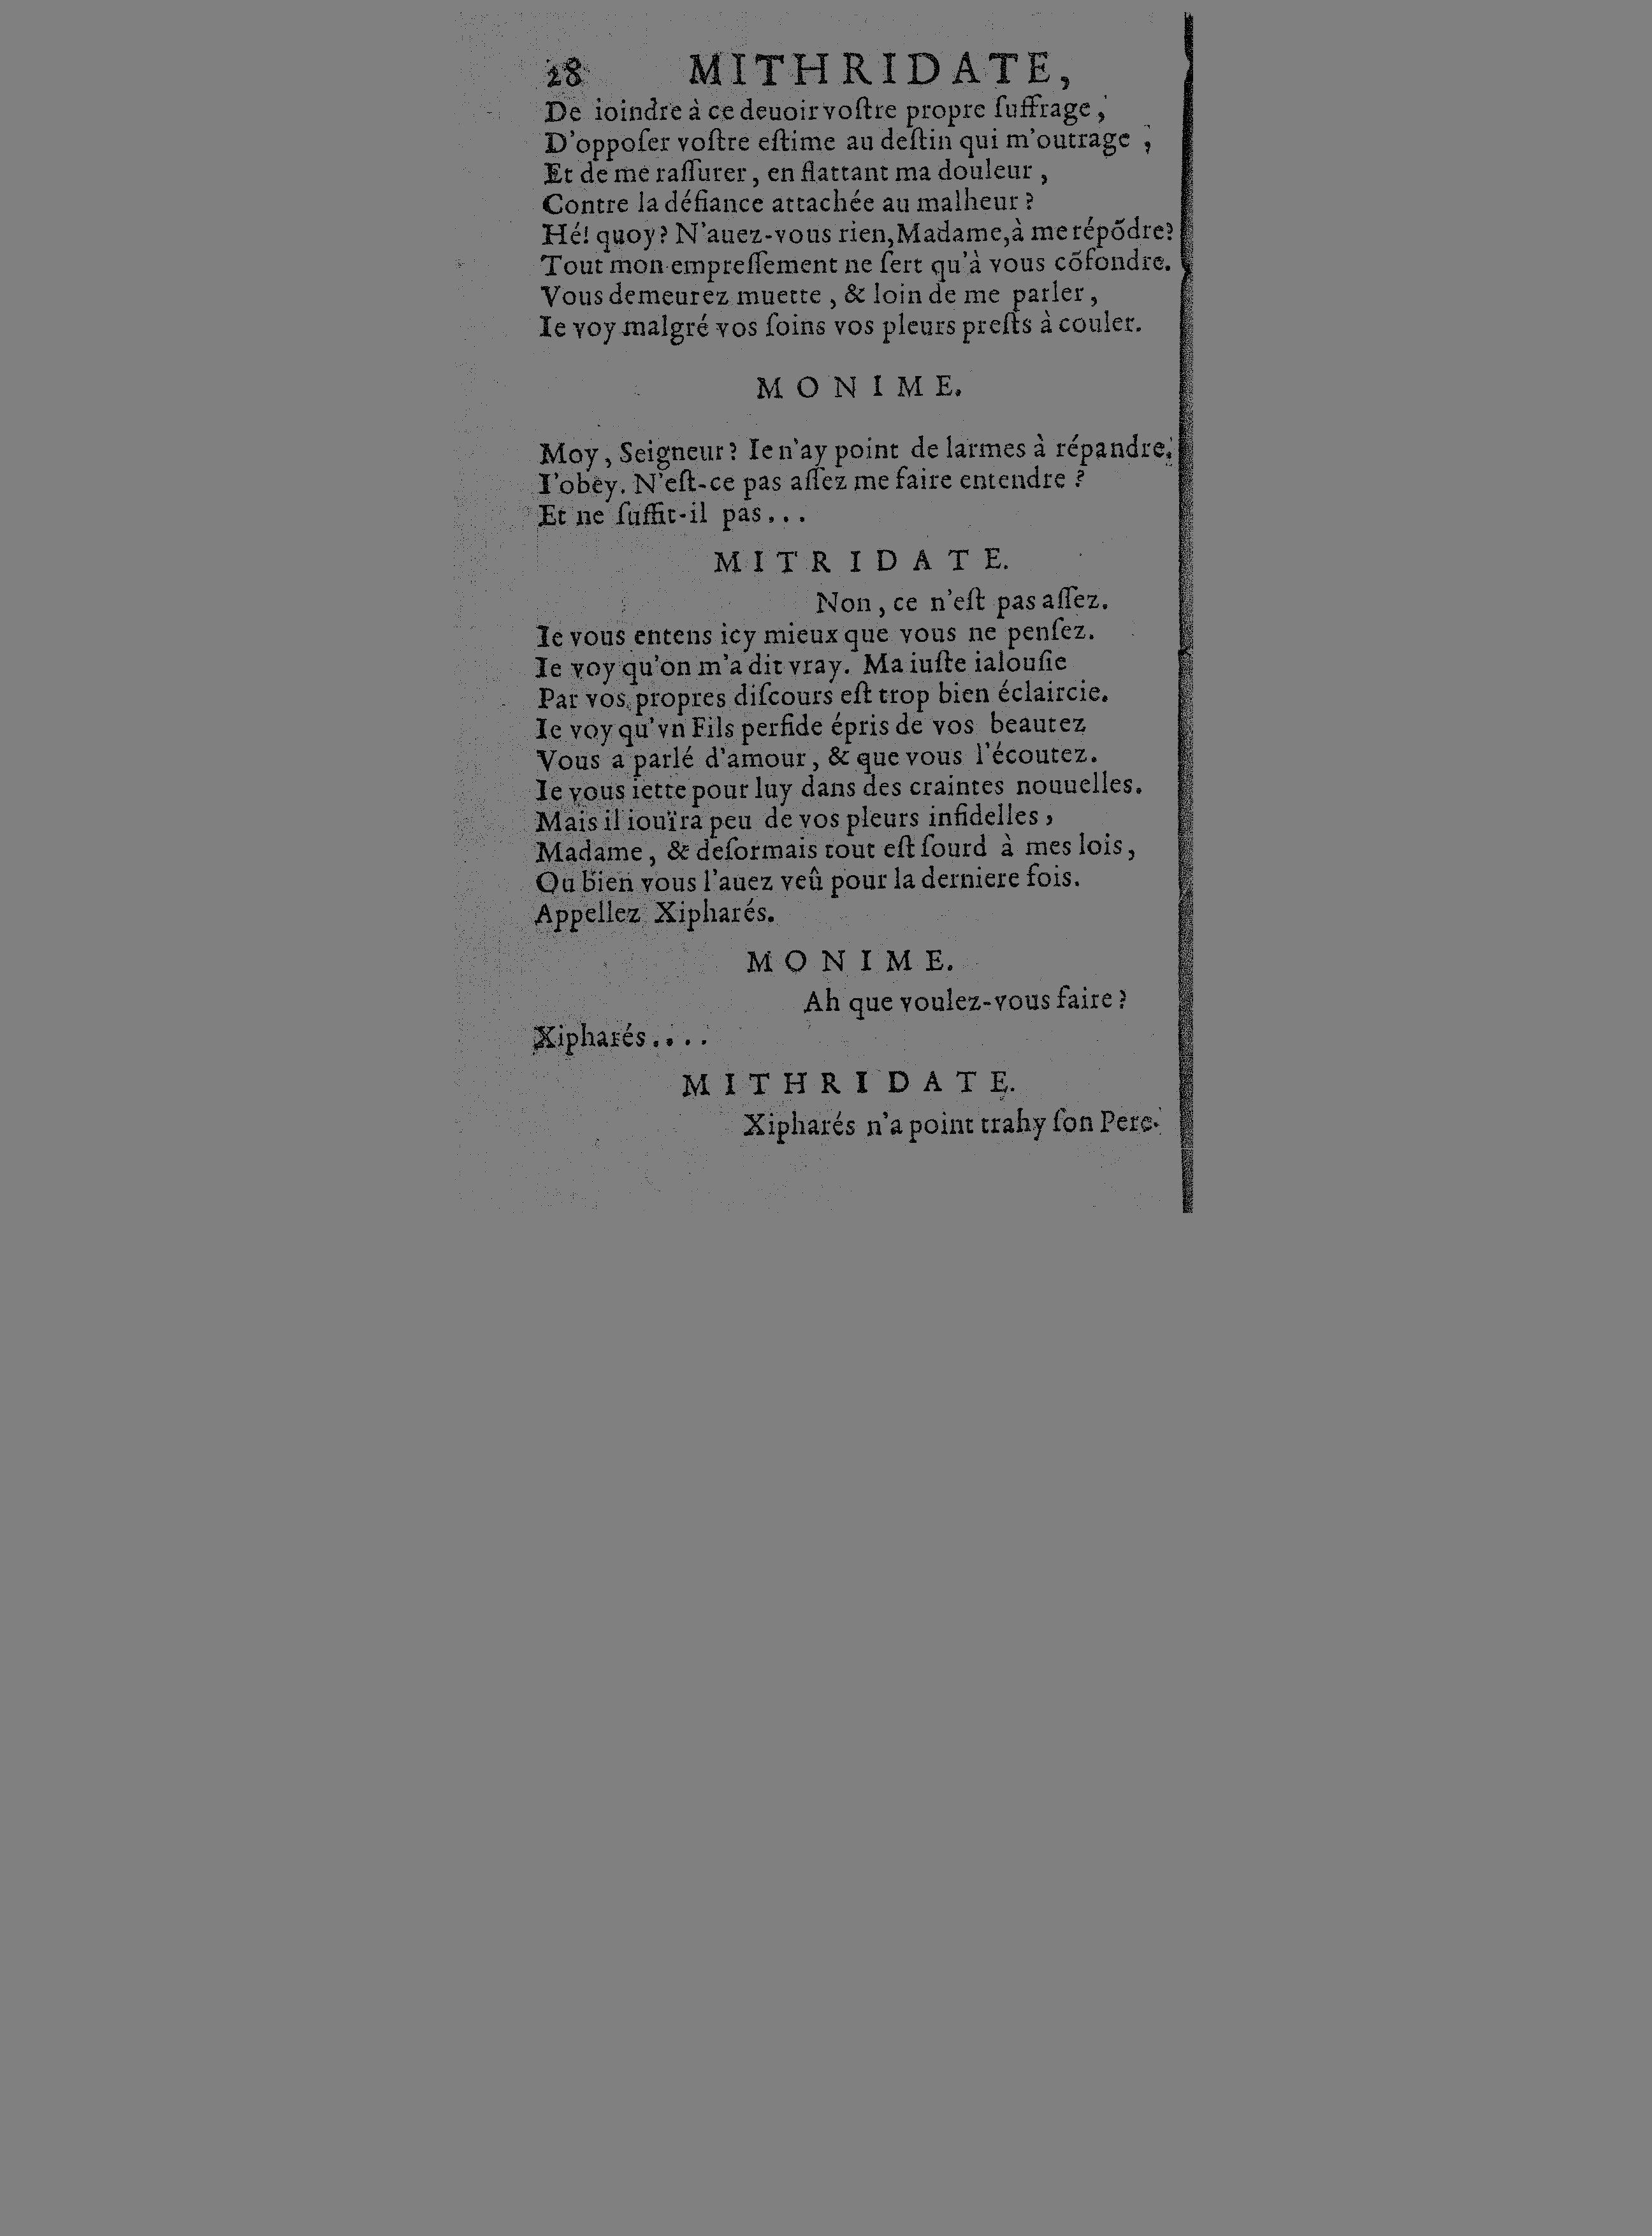 28 MITHRIDATE,
De ioindre à ce deuoir voſtre propre ſuffrage,
D'oppoſer voſtre eſtime au deſtin qui m'outrage,
Et de me raſſurer, en flattant ma douleur,
Contre la défiance attachée au malheur?
Hé! quoy? N'auez-vous rien, Madame, à me répõdre?
Tout mon empreſſement ne ſert qu'à vous cõfondre.
Vous demeurez muette, & loin de me parler,
Ie voy malgré vos ſoins vos pleurs preſts à couler.
MONIME.
Moy, Seigneur? Ie n'ay point de larmes à répandre.
I'obey. N'eſt-ce pas aſſez me faire entendre?
Et ne ſuffit-il pas...
MITRIDATE.
Non, ce n'eſt pas aſſez.
Ie vous entens icy mieux que vous ne penſez.
Ie voy qu'on m'a dit vray. Ma iuſte ialouſie
Par vos propres diſcours eſt trop bien éclaircie.
Ie voy qu'vn Fils perfide épris de vos beautez
Vous a parlé d'amour, & que vous l'écoutez.
Ie vous iette pour luy dans des craintes nouuelles.
Mais il iouïra peu de vos pleurs infidelles,
Madame, & deſormais tout eſt ſourd à mes lois,
Ou bien vous l'auez veû pour la derniere fois.
Appellez Xipharés.
MONIME.
Ah que voulez-vous faire?
Xipharés....
MITHRIDATE.
Xipharés n'a point trahy ſon Pere.